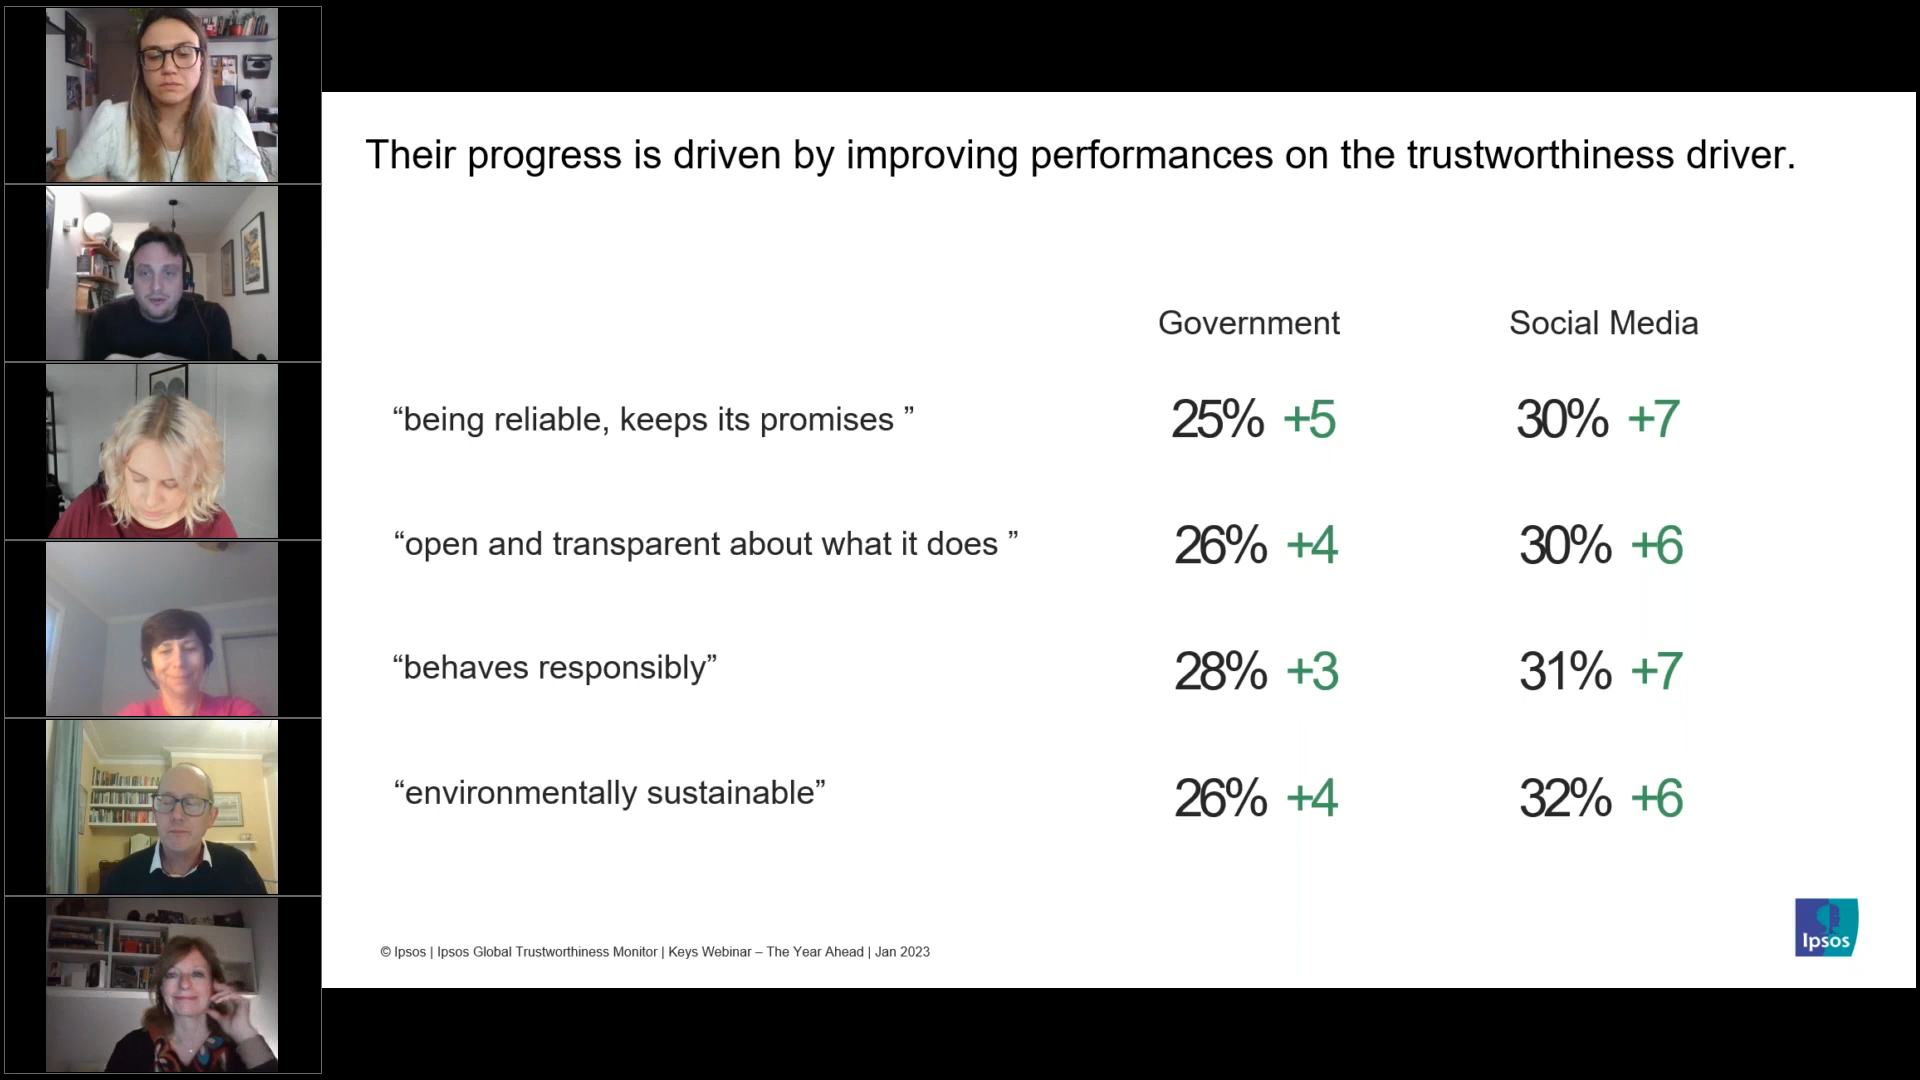 Their progress is driven by improving performances on the trustworthiness driver.
Government Social Media
“being reliable, keeps its promises ” 25% +5 30% +7
“open and transparent about what it does ” 26% +4 30% +6
“behaves responsibly” 28% +3 31% +7
“environmentally sustainable” 26% +4 32% +6
© Ipsos | Ipsos Global Trustworthiness Monitor | Keys Webinar – The Year Ahead | Jan 2023
Ipsos